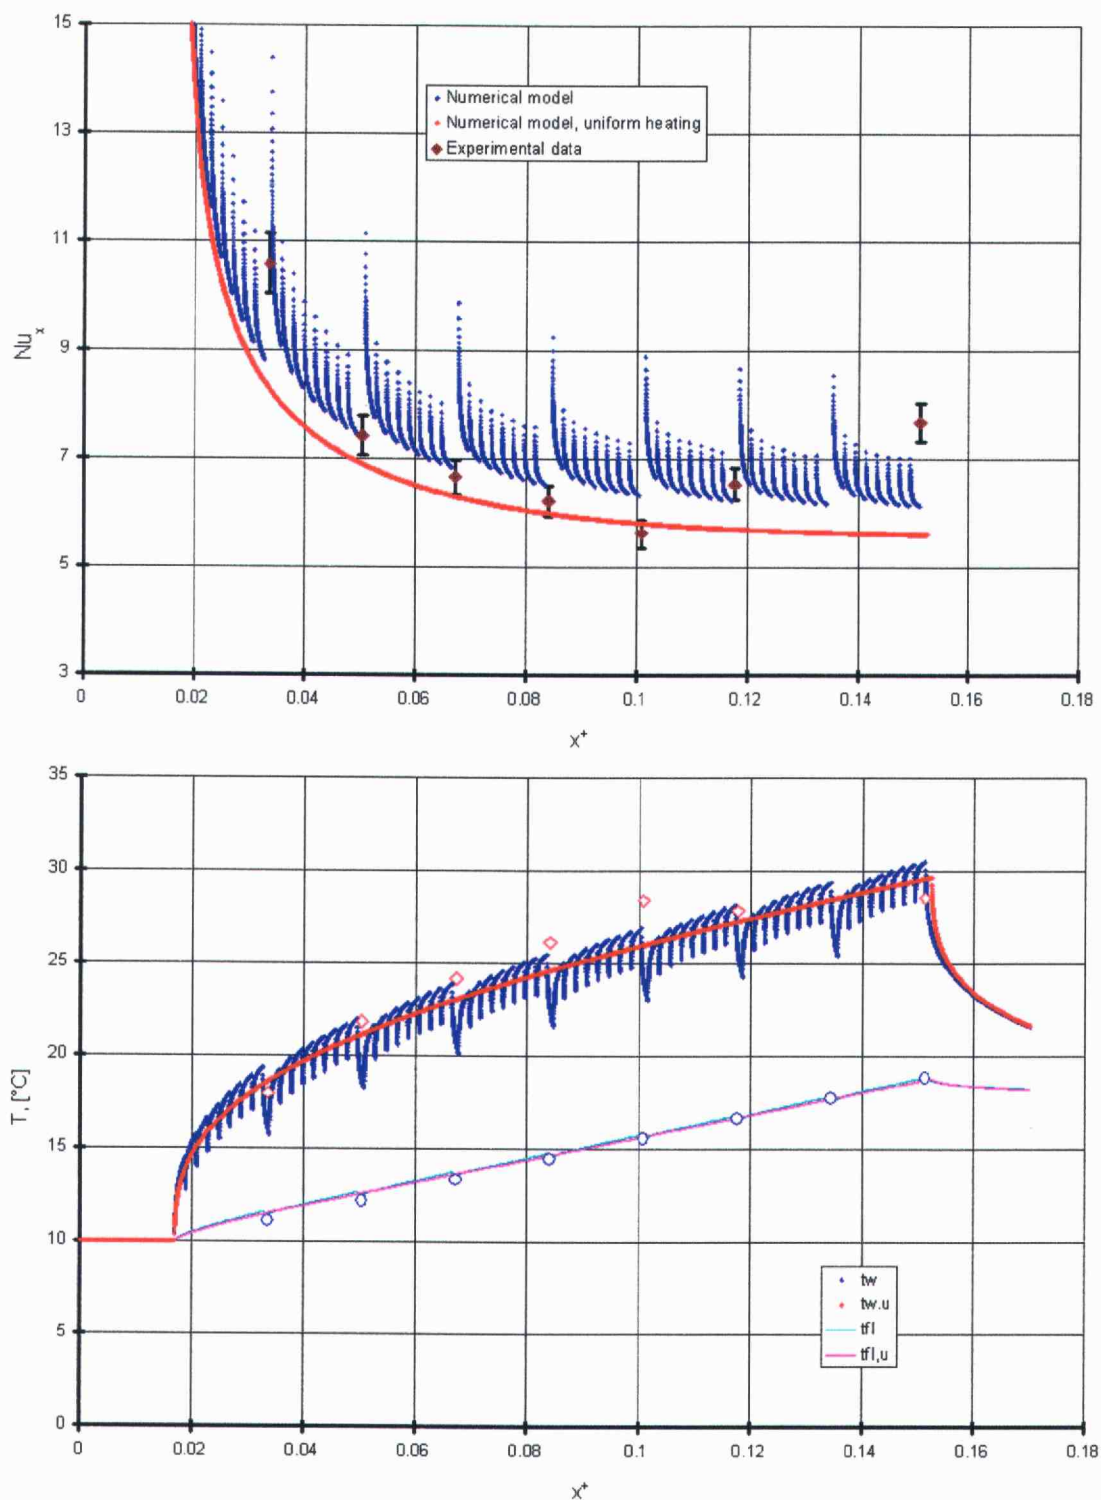 15
13
11
9
7
5
3
Nu_x
Numerical model
Numerical model, uniform heating
Experimental data
0 0.02 0.04 0.06 0.08 0.1 0.12 0.14 0.16 0.18
x⁺
35
30
25
20
15
10
5
0
T, [°C]
tw
tw.u
tfl
tfl,u
0 0.02 0.04 0.06 0.08 0.1 0.12 0.14 0.16 0.18
x⁺